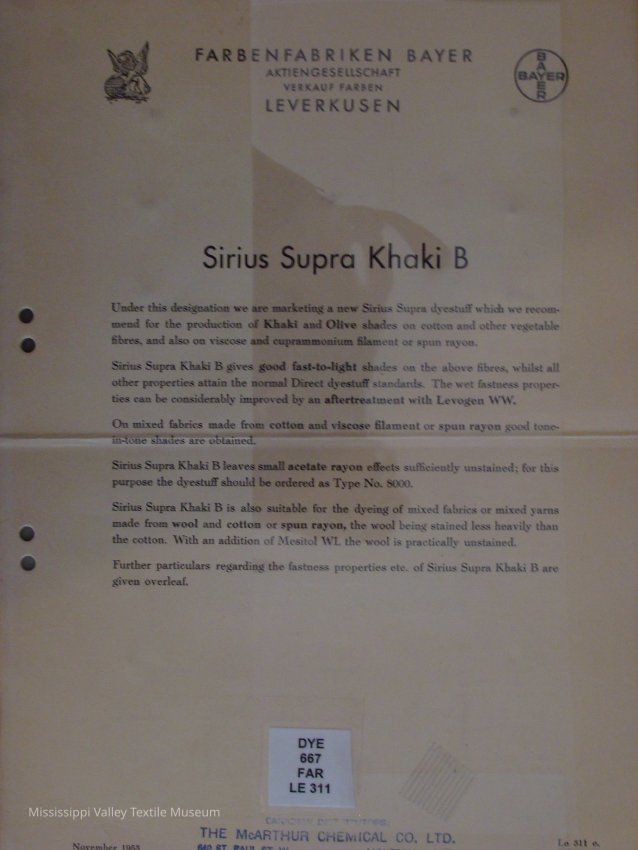 FARBENFABRIKEN BAYER
AKTIENGESELLSCHAFT
VERKAUF FARBEN
LEVERKUSEN
BAYER
BAYER
Sirius Supra Khaki B
Under this designation we are marketing a new Sirius Supra dyestuff which we recom-
mend for the production of Khaki and Olive shades on cotton and other vegetable
fibres, and also on viscose and cuprammonium filament or spun rayon.
Sirius Supra Khaki B gives good fast-to-light shades on the above fibres, whilst all
other properties attain the normal Direct dyestuff standards. The wet fastness proper-
ties can be considerably improved by an aftertreatment with Levogen WW.
On mixed fabrics made from cotton and viscose filament or spun rayon good tone-
in-tone shades are obtained.
Sirius Supra Khaki B leaves small acetate rayon effects sufficiently unstained; for this
purpose the dyestuff should be ordered as Type No. 8000.
Sirius Supra Khaki B is also suitable for the dyeing of mixed fabrics or mixed yarns
made from wool and cotton or spun rayon, the wool being stained less heavily than
the cotton. With an addition of Mesitol WL the wool is practically unstained.
Further particulars regarding the fastness properties etc. of Sirius Supra Khaki B are
given overleaf.
DYE
667
FAR
LE 311
Mississippi Valley Textile Museum
CANADIAN DISTRIBUTORS:
THE McARTHUR CHEMICAL CO. LTD.
November 1953
640 ST. PAUL ST. W.
Le 311 e.